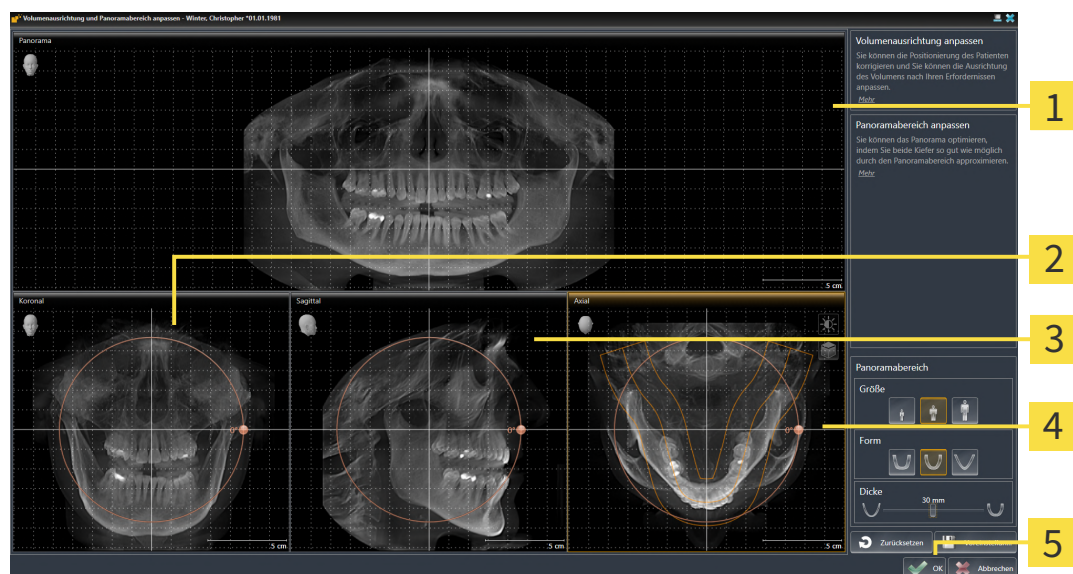 Volumenausrichtung und Panoramabereich anpassen - Winter, Christopher *01.01.1981
Panorama
5 cm
Volumenausrichtung anpassen
Sie können die Positionierung des Patienten
korrigieren und Sie können die Ausrichtung
des Volumens nach Ihren Erfordernissen
anpassen.
Mehr
1
Panoramabereich anpassen
Sie können das Panorama optimieren,
indem Sie beide Kiefer so gut wie möglich
durch den Panoramabereich approximieren.
Mehr
2
Koronal
0°
5 cm
Sagittal
0°
5 cm
Axial
0°
5 cm
3
Panoramabereich
Größe
4
Form
Dicke
30 mm
Zurücksetzen
5
OK
Abbrechen